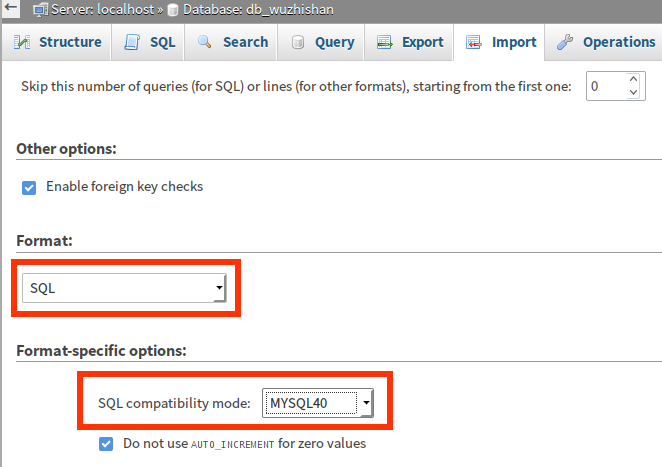 Server: localhost » Database: db_wuzhishan
Structure SQL Search Query Export Import Operations
Skip this number of queries (for SQL) or lines (for other formats), starting from the first one: 0
Other options:
Enable foreign key checks
Format:
SQL
Format-specific options:
SQL compatibility mode: MYSQL40
Do not use AUTO_INCREMENT for zero values